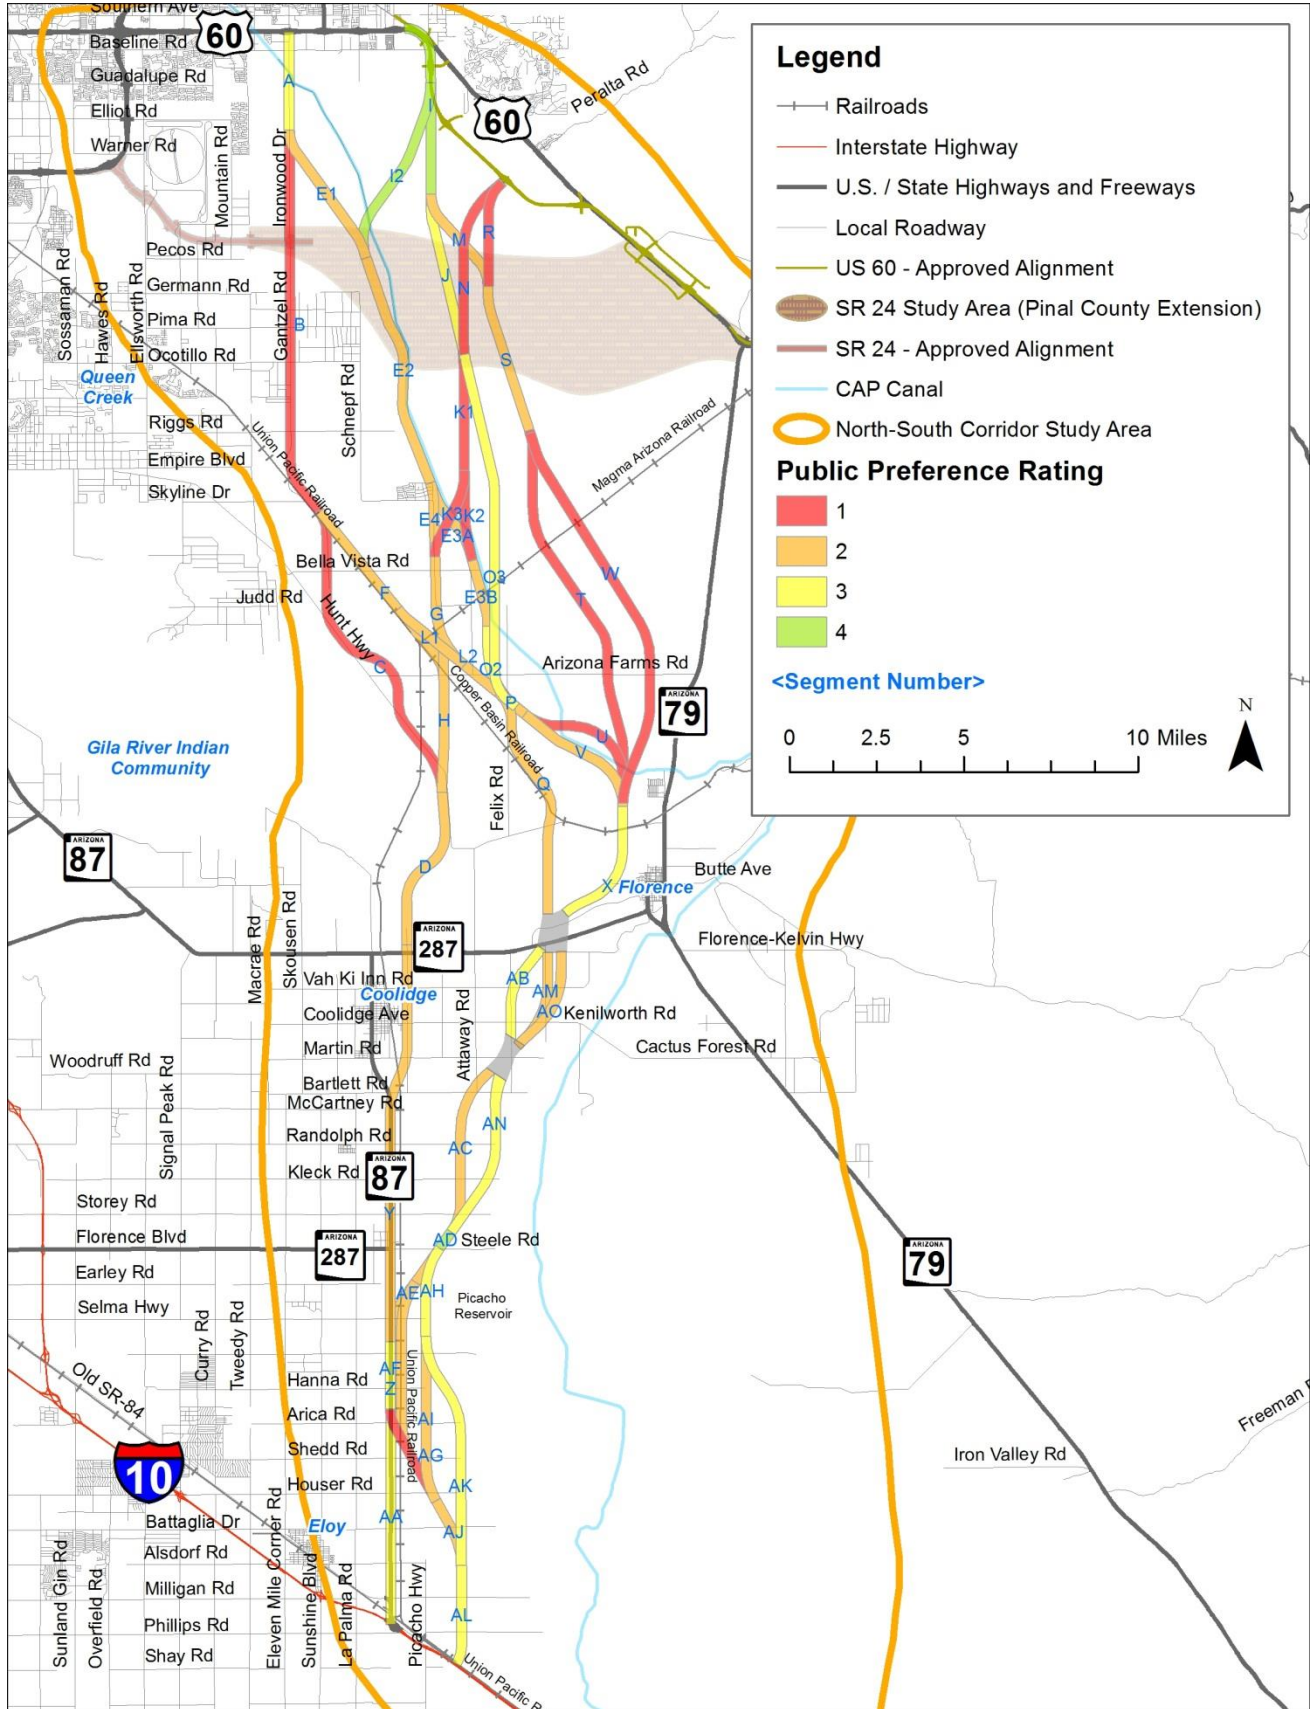 Southern Ave
Baseline Rd
60
Guadalupe Rd
Elliot Rd
Warner Rd
Mountain Rd
Ironwood Dr
A
I
I2
E1
60
Peralta Rd
Pecos Rd
Germann Rd
Pima Rd
Ocotillo Rd
Sossaman Rd
Hawes Rd
Ellsworth Rd
Gantzel Rd
B
M
R
J
N
S
E2
K1
Queen
Creek
Schnepf Rd
Riggs Rd
Empire Blvd
Skyline Dr
Union Pacific Railroad
Magma Arizona Railroad
E4
K3
K2
E3A
Bella Vista Rd
Judd Rd
F
O3
E3B
W
T
G
Hunt Hwy
L1
L2
O2
C
Arizona Farms Rd
Copper Basin Railroad
P
H
U
V
Q
Felix Rd
ARIZONA
79
Gila River Indian
Community
ARIZONA
87
D
X
Florence
Butte Ave
Macrae Rd
Skousen Rd
ARIZONA
287
Florence-Kelvin Hwy
Vah Ki Inn Rd
Coolidge
Coolidge Ave
AB
AM
AO
Kenilworth Rd
Attaway Rd
Martin Rd
Cactus Forest Rd
Woodruff Rd
Signal Peak Rd
Bartlett Rd
McCartney Rd
Randolph Rd
AN
AC
Kleck Rd
ARIZONA
87
Storey Rd
Y
Florence Blvd
ARIZONA
287
AD
Steele Rd
ARIZONA
79
Earley Rd
Selma Hwy
AE
AH
Picacho
Reservoir
Curry Rd
Tweedy Rd
Old SR-84
Hanna Rd
AF
Z
Union Pacific Railroad
Arica Rd
AI
Shedd Rd
AG
Houser Rd
AK
10
Iron Valley Rd
Battaglia Dr
Eloy
AA
AJ
Alsdorf Rd
Milligan Rd
Phillips Rd
AL
Shay Rd
Sunland Gin Rd
Overfield Rd
Eleven Mile Corner Rd
Sunshine Blvd
La Palma Rd
Picacho Hwy
Union Pacific
Legend
Railroads
Interstate Highway
U.S. / State Highways and Freeways
Local Roadway
US 60 - Approved Alignment
SR 24 Study Area (Pinal County Extension)
SR 24 - Approved Alignment
CAP Canal
North-South Corridor Study Area
Public Preference Rating
1
2
3
4
<Segment Number>
N
0 2.5 5 10 Miles
Freeman